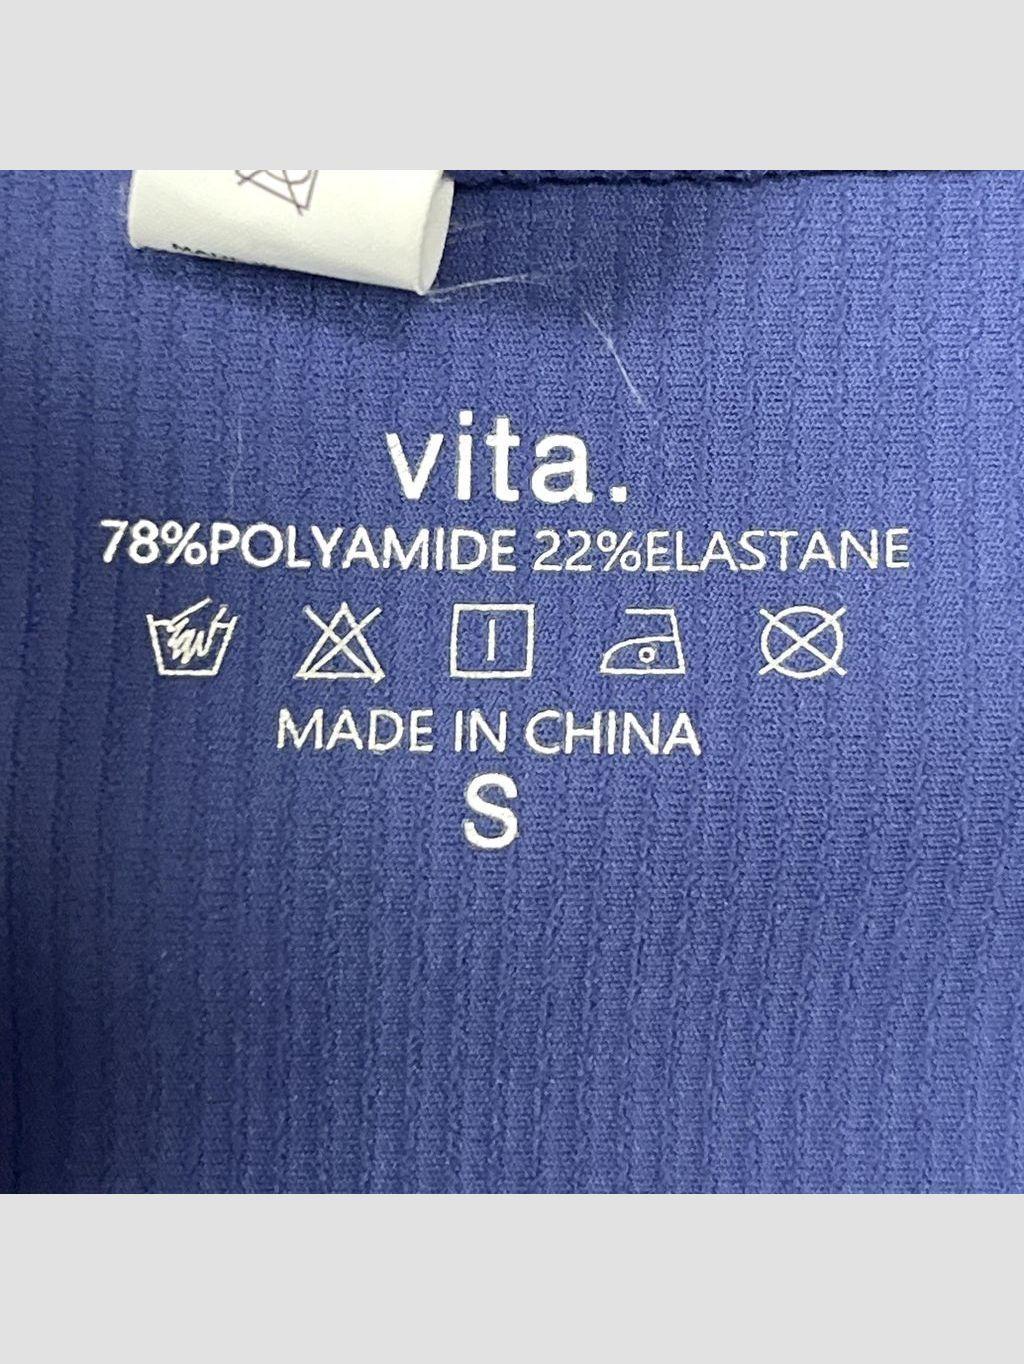 vita.
78%POLYAMIDE 22%ELASTANE
MADE IN CHINA
S